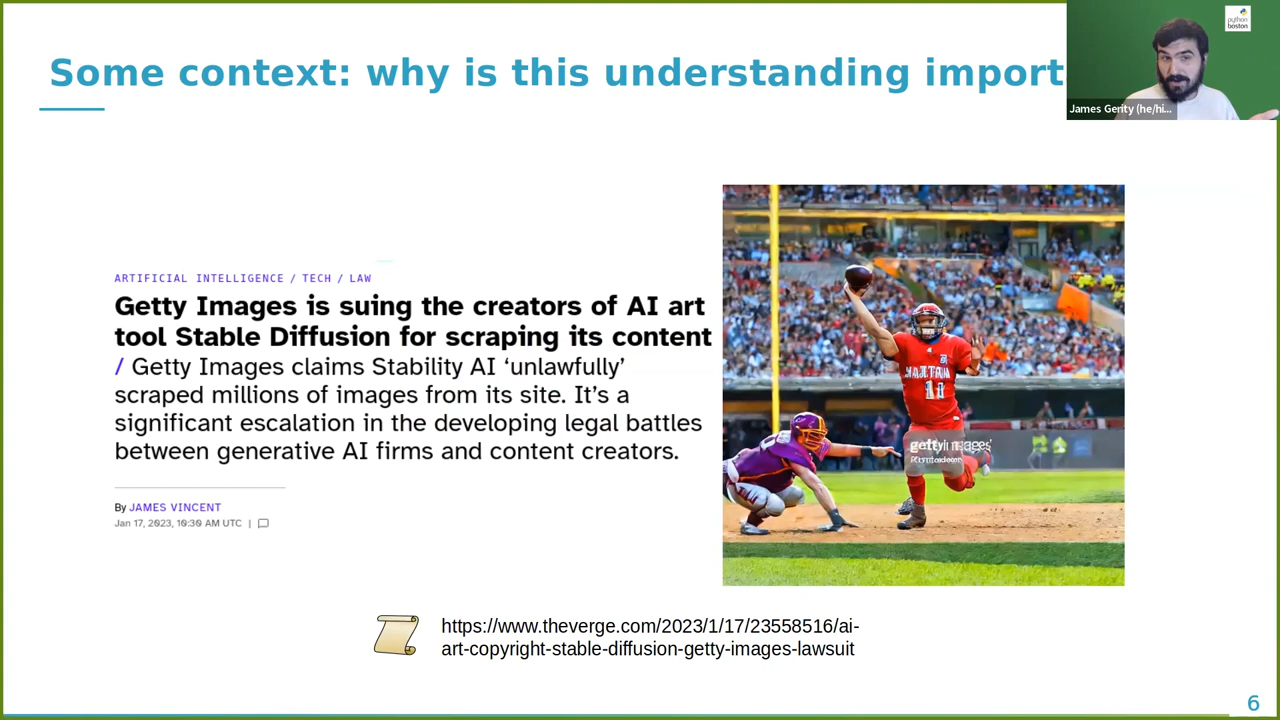 Some context: why is this understanding import
python
boston
James Gerity (he/hi...
ARTIFICIAL INTELLIGENCE / TECH / LAW
Getty Images is suing the creators of AI art
tool Stable Diffusion for scraping its content
/ Getty Images claims Stability AI ‘unlawfully’
scraped millions of images from its site. It’s a
significant escalation in the developing legal battles
between generative AI firms and content creators.
By JAMES VINCENT
Jan 17, 2023, 10:30 AM UTC |
11
https://www.theverge.com/2023/1/17/23558516/ai-
art-copyright-stable-diffusion-getty-images-lawsuit
6